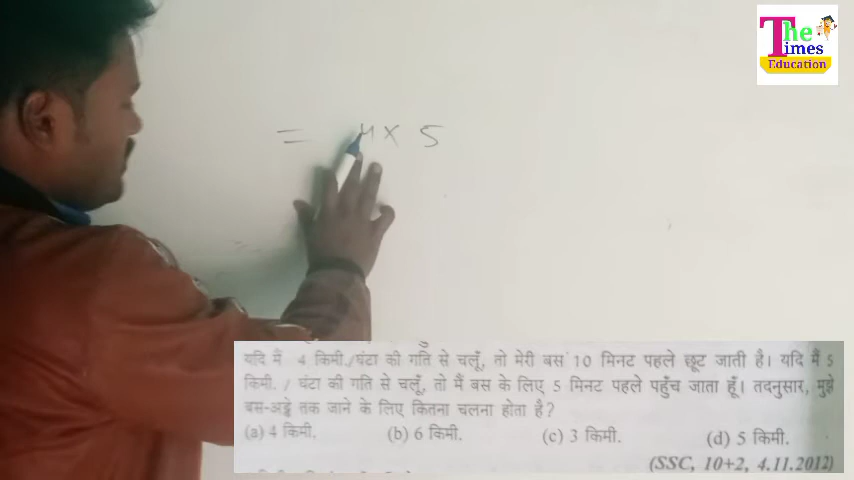 The
Times
Education
= 4 × 5
यदि मैं 4 किमी./घंटा की गति से चलूँ, तो मेरी बस 10 मिनट पहले छूट जाती है। यदि मैं 5
किमी. / घंटा की गति से चलूँ, तो मैं बस के लिए 5 मिनट पहले पहुँच जाता हूँ। तदनुसार, मुझे
बस-अड्डे तक जाने के लिए कितना चलना होता है?
(a) 4 किमी. (b) 6 किमी. (c) 3 किमी. (d) 5 किमी.
(SSC, 10+2, 4.11.2012)